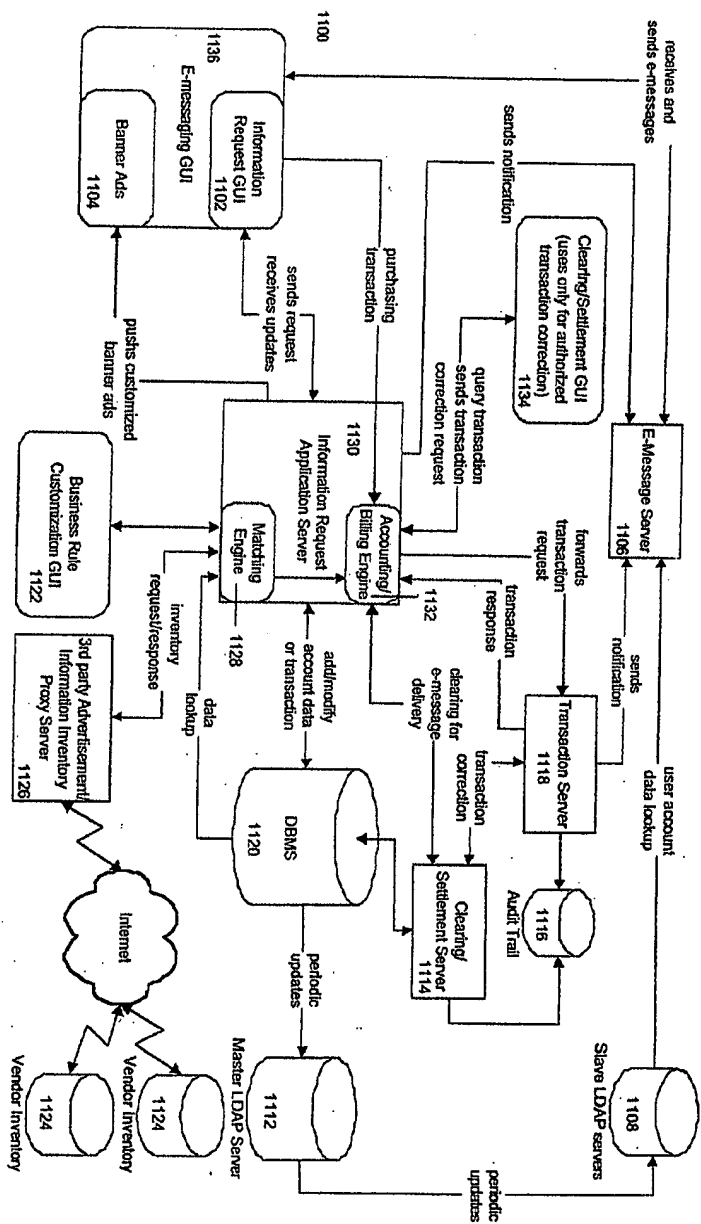 1100
receives and
sends e-messages
1136
E-messaging GUI
Information
Request GUI
1102
Banner Ads
1104
sends notification
purchasing
transaction
sends request
receives updates
pushs customized
banner ads
Clearing/Settlement GUI
(uses only for authorized
transaction correction)
1134
query transaction
sends transaction
correction request
1130
Information Request
Application Server
Accounting/
Billing Engine
1132
Matching
Engine
1128
Business Rule
Customization GUI
1122
inventory
request/response
3rd party Advertisement/
Information Inventory
Proxy Server
1126
data
lookup
add/modify
account data
or transaction
E-Message Server
1106
forwards
transaction
request
transaction
response
sends
notification
user account
data lookup
Transaction Server
1118
clearing for
e-message
delivery
transaction
correction
Clearing/
Settlement Server
1114
Audit Trail
1116
DBMS
1120
periodic
updates
Internet
Vendor Inventory
1124
Vendor Inventory
1124
Master LDAP Server
1112
periodic
updates
Slave LDAP servers
1108